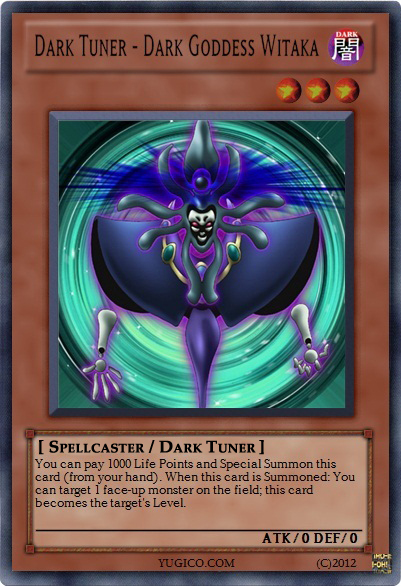 Dark Tuner - Dark Goddess Witaka
DARK
闇
[ Spellcaster / Dark Tuner ]
You can pay 1000 Life Points and Special Summon this
card (from your hand). When this card is Summoned: You
can target 1 face-up monster on the field; this card
becomes the target's Level.
ATK/ 0 DEF/ 0
YUGICO.COM
(C)2012